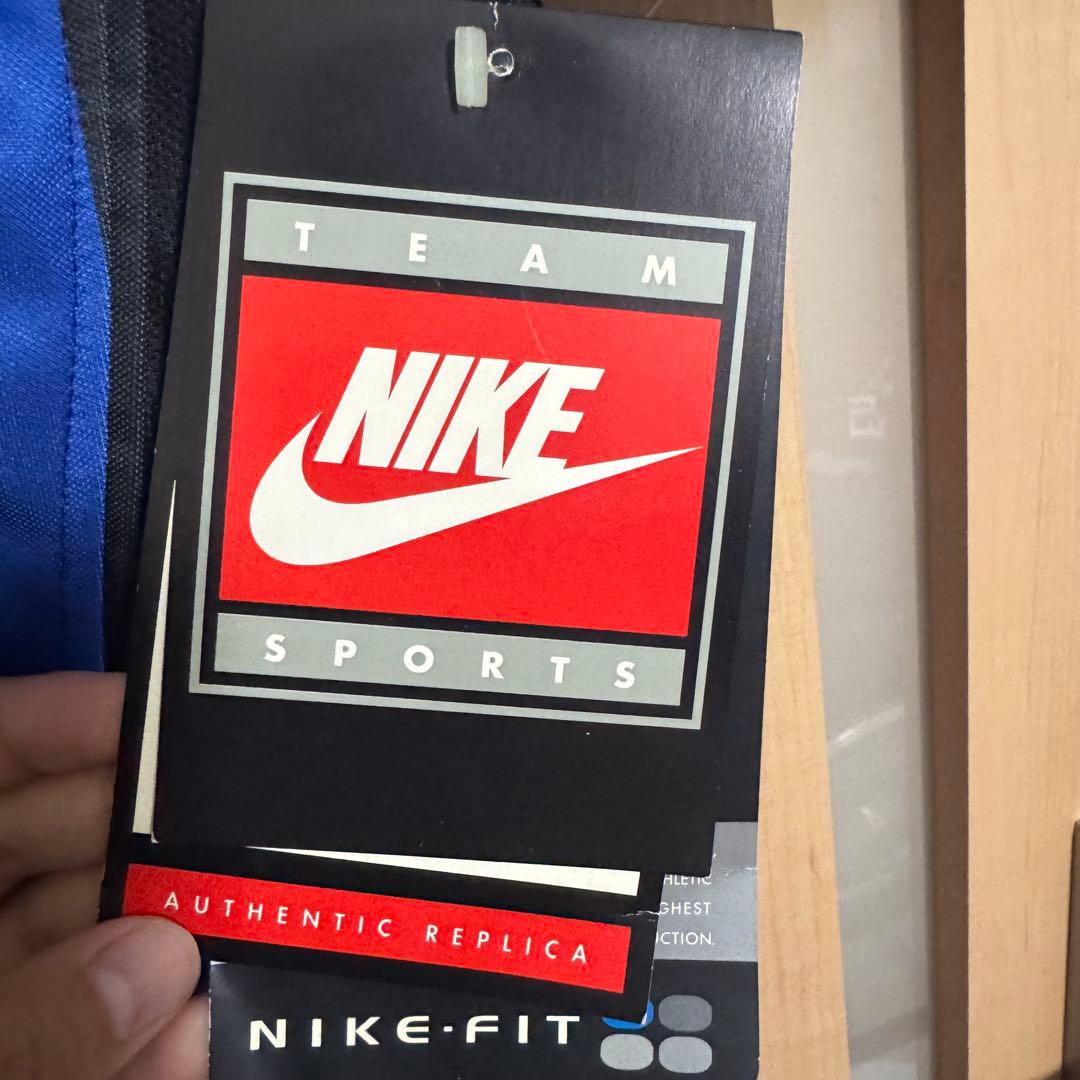 TEAM
NIKE
SPORTS
AUTHENTIC REPLICA
NIKE-FIT